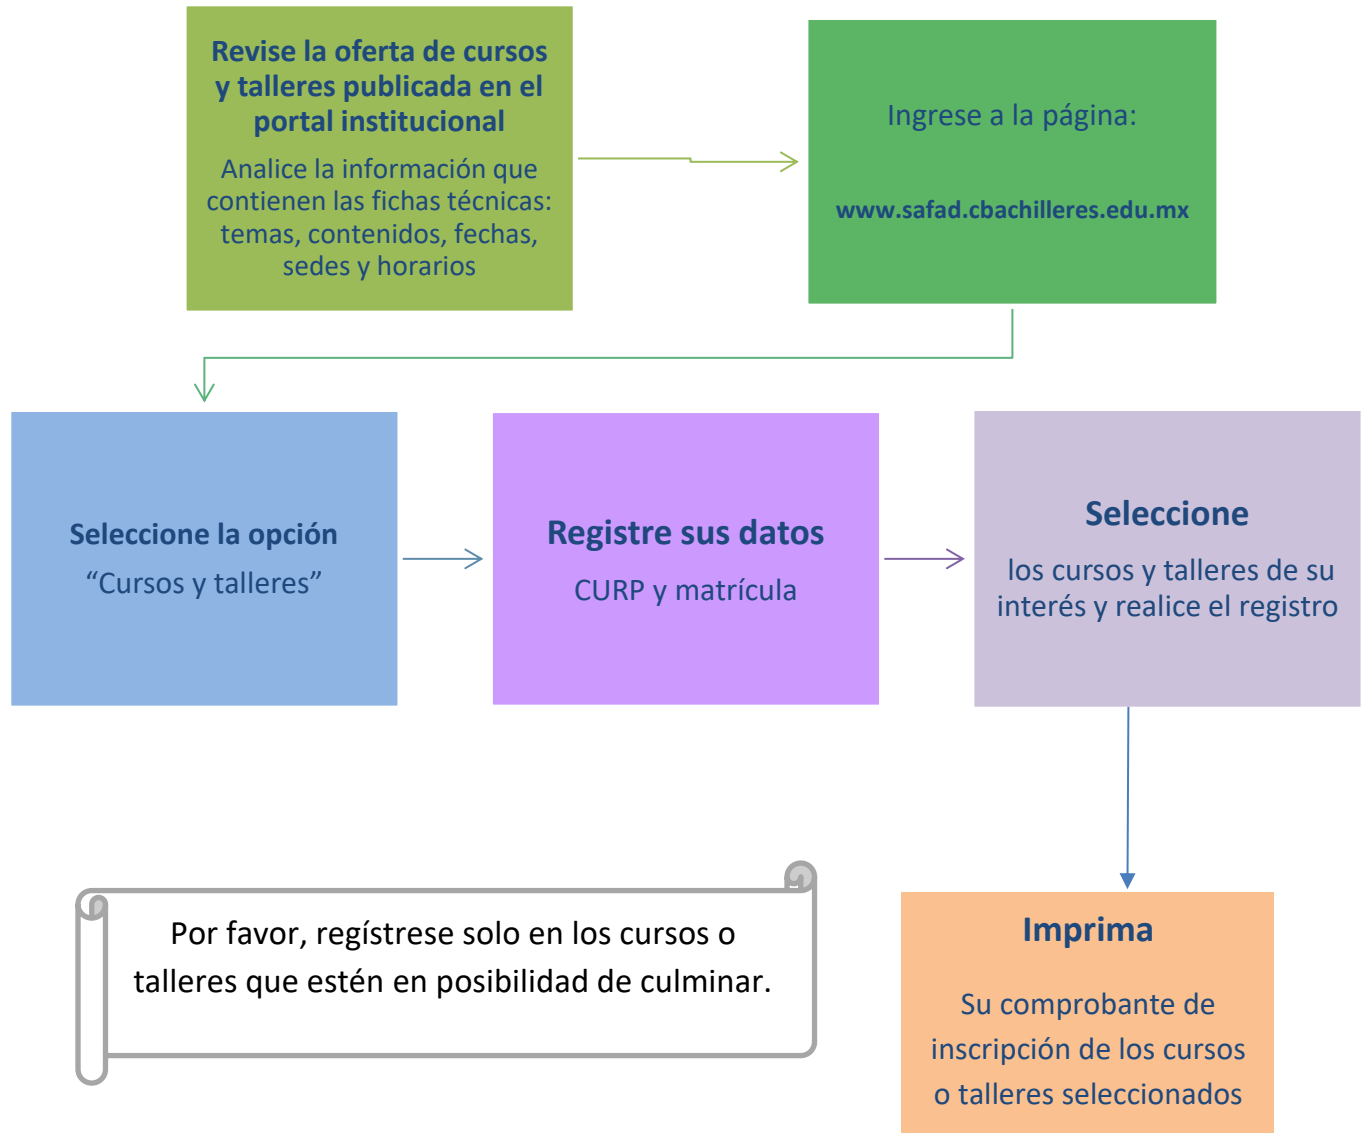 Revise la oferta de cursos
y talleres publicada en el
portal institucional
Analice la información que
contienen las fichas técnicas:
temas, contenidos, fechas,
sedes y horarios
Ingrese a la página:
www.safad.cbachilleres.edu.mx
Seleccione la opción
“Cursos y talleres”
Registre sus datos
CURP y matrícula
Seleccione
los cursos y talleres de su
interés y realice el registro
Por favor, regístrese solo en los cursos o
talleres que estén en posibilidad de culminar.
Imprima
Su comprobante de
inscripción de los cursos
o talleres seleccionados